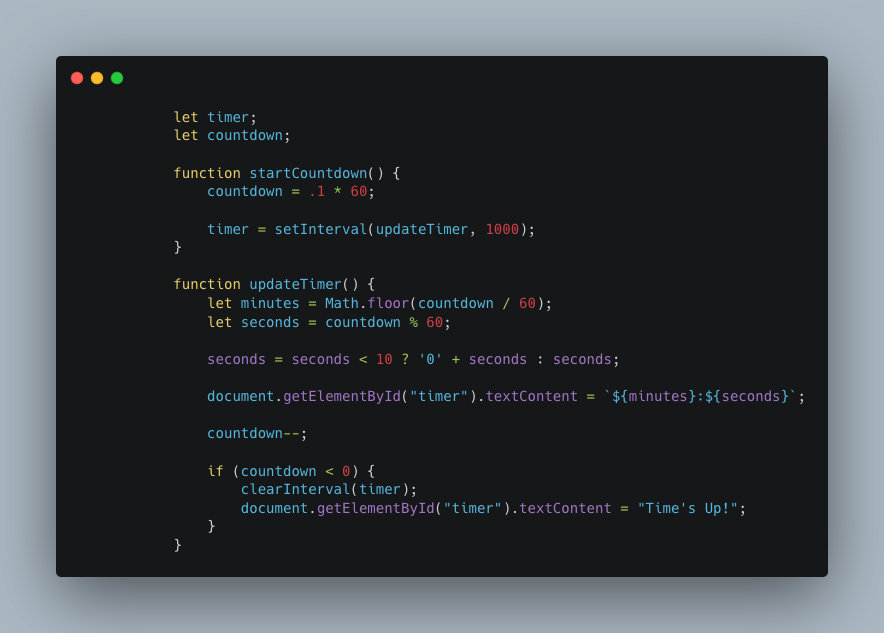 let timer;
let countdown;
function startCountdown() {
countdown = .1 * 60;
timer = setInterval(updateTimer, 1000);
}
function updateTimer() {
let minutes = Math.floor(countdown / 60);
let seconds = countdown % 60;
seconds = seconds < 10 ? '0' + seconds : seconds;
document.getElementById("timer").textContent = `${minutes}:${seconds}`;
countdown--;
if (countdown < 0) {
clearInterval(timer);
document.getElementById("timer").textContent = "Time's Up!";
}
}